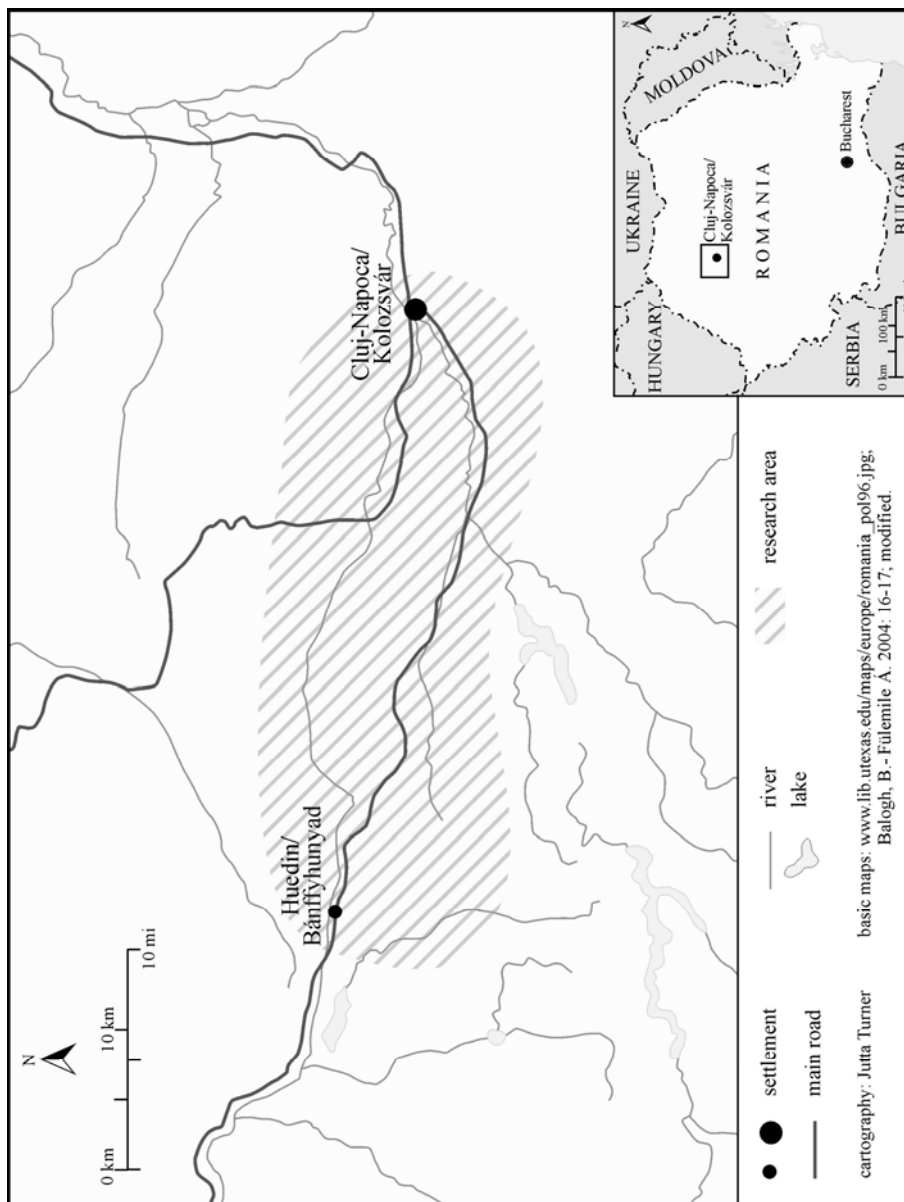 N
0 km
10 km
10 mi
Huedin/
Bánffyhunyad
Cluj-Napoca/
Kolozsvár
settlement
main road
river
lake
research area
cartography: Jutta Turner
basic maps: www.lib.utexas.edu/maps/europe/romania_pol96.jpg;
Balogh, B.- Fülemile Á. 2004: 16-17; modified.
N
UKRAINE
MOLDOVA
HUNGARY
Cluj-Napoca/
Kolozsvár
ROMANIA
Bucharest
SERBIA
BULGARIA
0 km 100 km